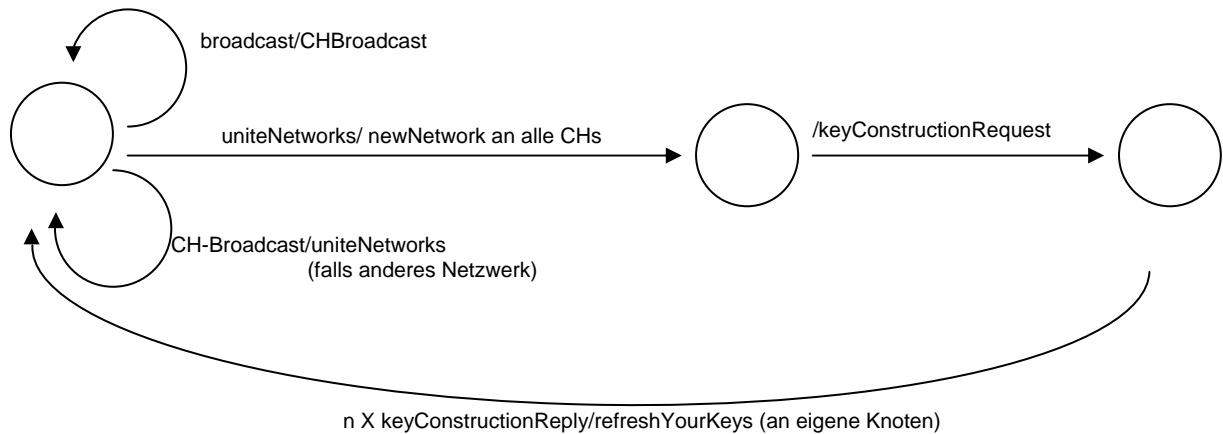 broadcast/CHBroadcast
uniteNetworks/ newNetwork an alle CHs
/keyConstructionRequest
CH-Broadcast/uniteNetworks
(falls anderes Netzwerk)
n X keyConstructionReply/refreshYourKeys (an eigene Knoten)